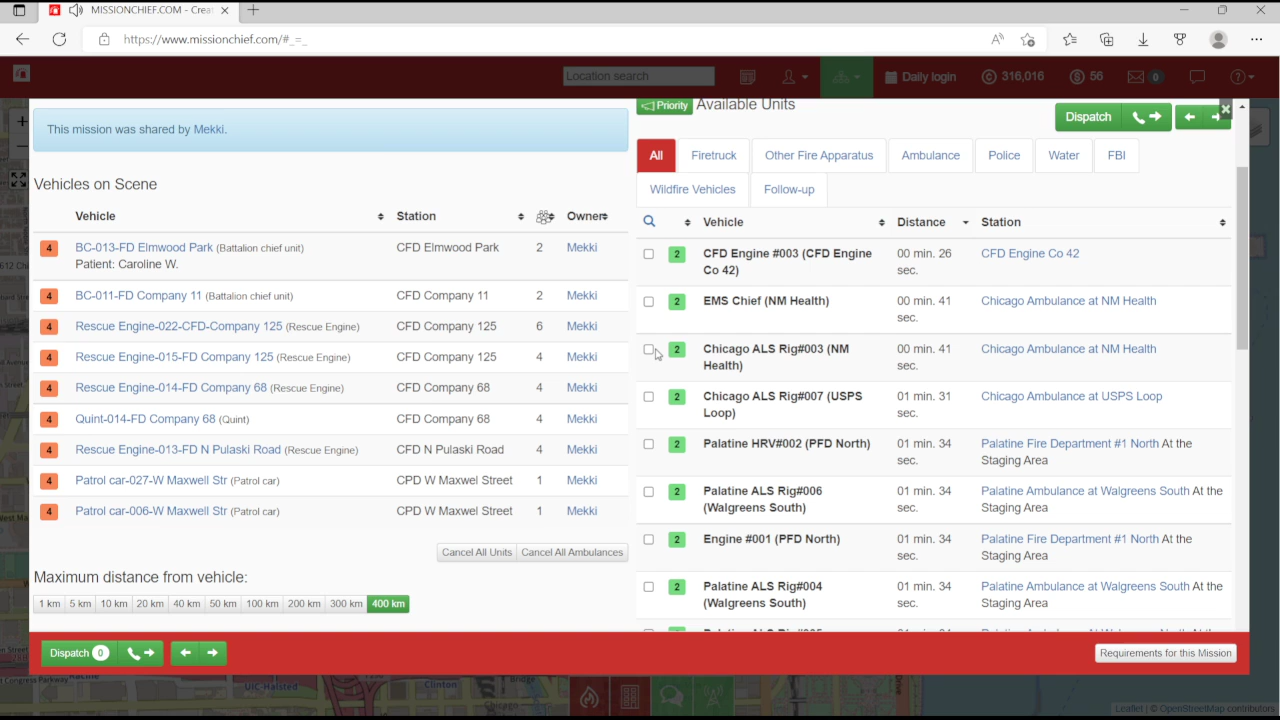 MISSIONCHIEF.COM - Crea
https://www.missionchief.com/#_=_
Location search
Daily login
316,016
56
0
This mission was shared by Mekki.
Vehicles on Scene
Vehicle Station Owner
4 BC-013-FD Elmwood Park (Battalion chief unit) CFD Elmwood Park 2 Mekki
Patient: Caroline W.
4 BC-011-FD Company 11 (Battalion chief unit) CFD Company 11 2 Mekki
4 Rescue Engine-022-CFD-Company 125 (Rescue Engine) CFD Company 125 6 Mekki
4 Rescue Engine-015-FD Company 125 (Rescue Engine) CFD Company 125 4 Mekki
4 Rescue Engine-014-FD Company 68 (Rescue Engine) CFD Company 68 4 Mekki
4 Quint-014-FD Company 68 (Quint) CFD Company 68 4 Mekki
4 Rescue Engine-013-FD N Pulaski Road (Rescue Engine) CFD N Pulaski Road 4 Mekki
4 Patrol car-027-W Maxwell Str (Patrol car) CPD W Maxwel Street 1 Mekki
4 Patrol car-006-W Maxwell Str (Patrol car) CPD W Maxwel Street 1 Mekki
Cancel All Units Cancel All Ambulances
Maximum distance from vehicle:
1 km 5 km 10 km 20 km 40 km 50 km 100 km 200 km 300 km 400 km
Priority Available Units
Dispatch
All Firetruck Other Fire Apparatus Ambulance Police Water FBI
Wildfire Vehicles Follow-up
Vehicle Distance Station
2 CFD Engine #003 (CFD Engine 00 min. 26 CFD Engine Co 42
Co 42) sec.
2 EMS Chief (NM Health) 00 min. 41 Chicago Ambulance at NM Health
sec.
2 Chicago ALS Rig#003 (NM 00 min. 41 Chicago Ambulance at NM Health
Health) sec.
2 Chicago ALS Rig#007 (USPS 01 min. 31 Chicago Ambulance at USPS Loop
Loop) sec.
2 Palatine HRV#002 (PFD North) 01 min. 34 Palatine Fire Department #1 North At the
sec. Staging Area
2 Palatine ALS Rig#006 01 min. 34 Palatine Ambulance at Walgreens South At the
(Walgreens South) sec. Staging Area
2 Engine #001 (PFD North) 01 min. 34 Palatine Fire Department #1 North At the
sec. Staging Area
2 Palatine ALS Rig#004 01 min. 34 Palatine Ambulance at Walgreens South At the
(Walgreens South) sec. Staging Area
Dispatch 0
Requirements for this Mission
UIC-Halsted
Clinton
Leaflet | © OpenStreetMap contributors